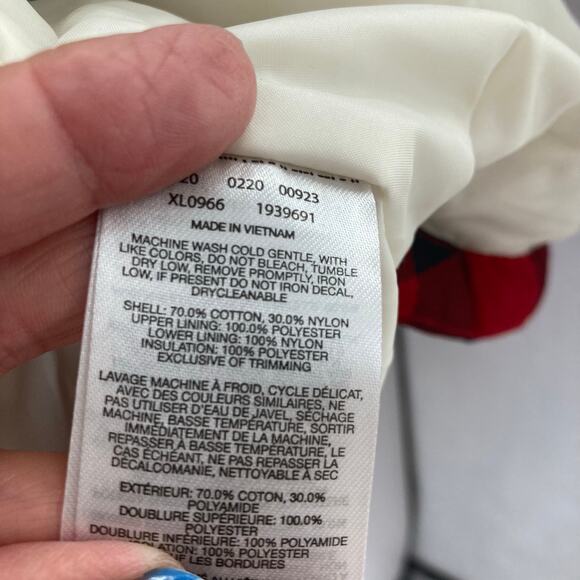 20 0220 00923
XL0966 1939691
MADE IN VIETNAM
MACHINE WASH COLD GENTLE, WITH
LIKE COLORS, DO NOT BLEACH, TUMBLE
DRY LOW, REMOVE PROMPTLY, IRON
LOW, IF PRESENT DO NOT IRON DECAL,
DRYCLEANABLE
SHELL: 70.0% COTTON, 30.0% NYLON
UPPER LINING: 100.0% POLYESTER
LOWER LINING: 100% NYLON
INSULATION: 100% POLYESTER
EXCLUSIVE OF TRIMMING
LAVAGE MACHINE À FROID, CYCLE DÉLICAT,
AVEC DES COULEURS SIMILAIRES, NE
PAS UTILISER D'EAU DE JAVEL, SÉCHAGE
MACHINE, BASSE TEMPÉRATURE, SORTIR
IMMÉDIATEMENT DE LA MACHINE,
REPASSER À BASSE TEMPÉRATURE, LE
CAS ÉCHÉANT, NE PAS REPASSER LA
DÉCALCOMANIE, NETTOYABLE À SEC
EXTÉRIEUR: 70.0% COTON, 30.0%
POLYAMIDE
DOUBLURE SUPÉRIEURE: 100.0%
POLYESTER
DOUBLURE INFÉRIEURE: 100% POLYAMIDE
ISOLATION: 100% POLYESTER
SAUF LES BORDURES